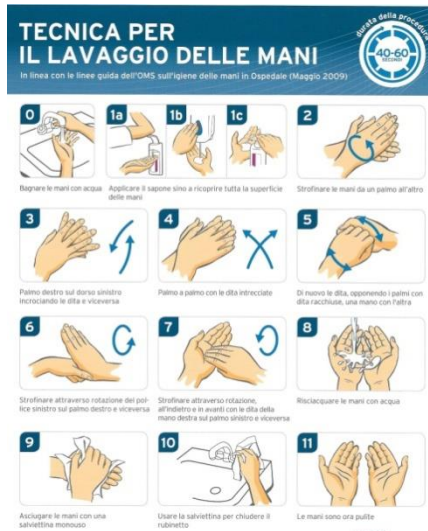 TECNICA PER
IL LAVAGGIO DELLE MANI
In linea con le linee guida dell'OMS sull'igiene delle mani in Ospedale (Maggio 2009)
durata della procedura
40-60
SECONDI
0
Bagnare le mani con acqua
1a
1b
1c
Applicare il sapone sino a ricoprire tutta la superficie
delle mani
2
Strofinare le mani da un palmo all'altro
3
Palmo destro sul dorso sinistro
incrociando le dita e viceversa
4
Palmo a palmo con le dita intrecciate
5
Di nuovo le dita, opponendo i palmi con
dita racchiuse, una mano con l'altra
6
Strofinare attraverso rotazione dei pol-
lice sinistro sul palmo destro e viceversa
7
Strofinare attraverso rotazione,
all'indietro e in avanti con le dita della
mano destra sul palmo sinistro e viceversa
8
Risciacquare le mani con acqua
9
Asciugare le mani con una
salviettina monouso
10
Usare la salviettina per chiudere il
rubinetto
11
Le mani sono ora pulite